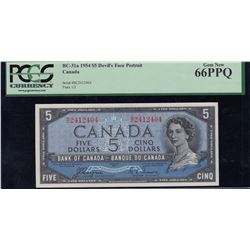 PCGS
CURRENCY
BC-31a 1954 $5 Devil's Face Portrait
Canada
Gem New
66PPQ
2412404
CANADA
FIVE
DOLLARS
5
CINQ
DOLLARS
BANK OF CANADA - BANQUE DU CANADA
FIVE
CINQ